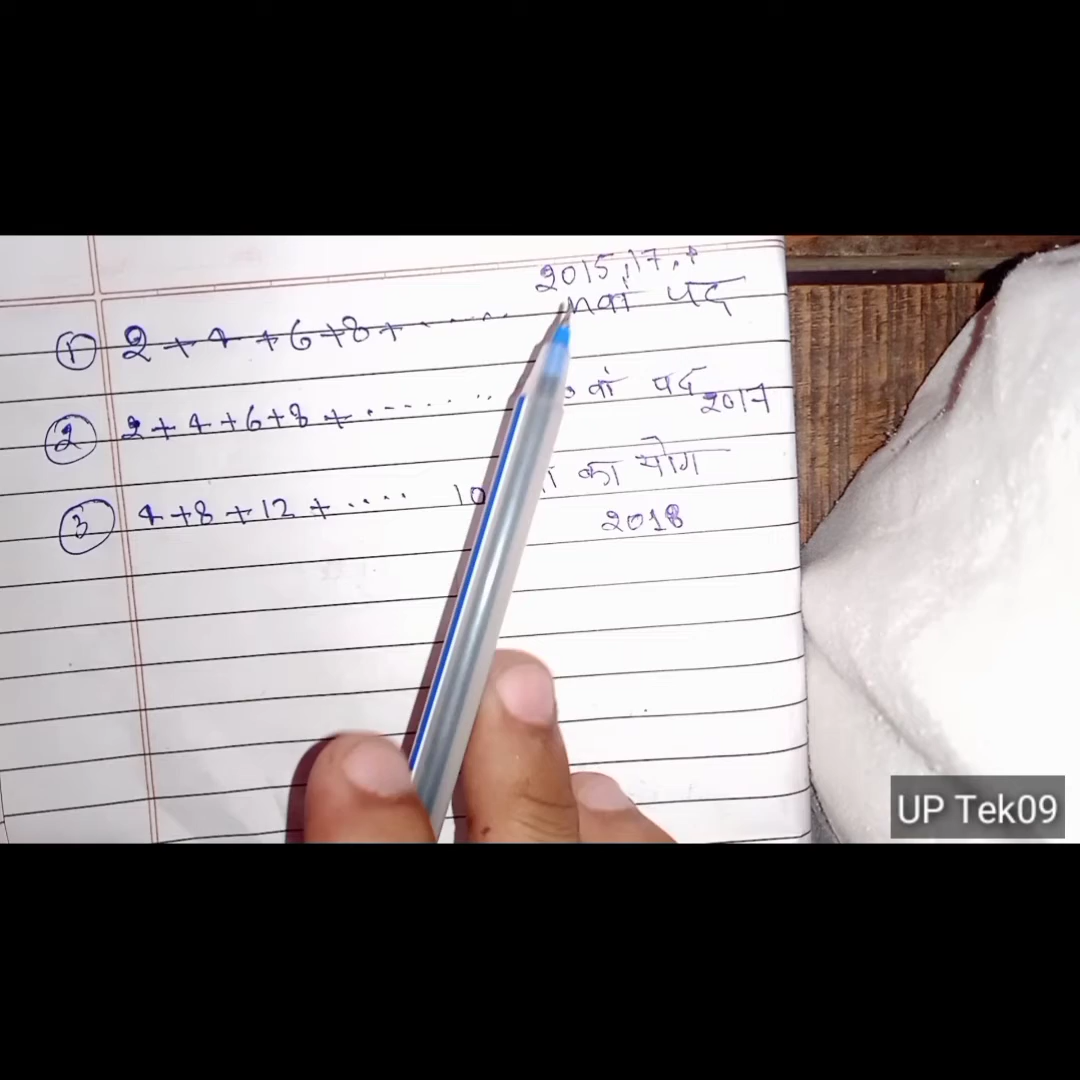 2015, 17,
① 2 + 4 + 6 + 8 + ...... nवां पद
② 2 + 4 + 6 + 8 + ....... वां पद 2017
③ 4 + 8 + 12 + .... 10 का योग
2018
UP Tek09